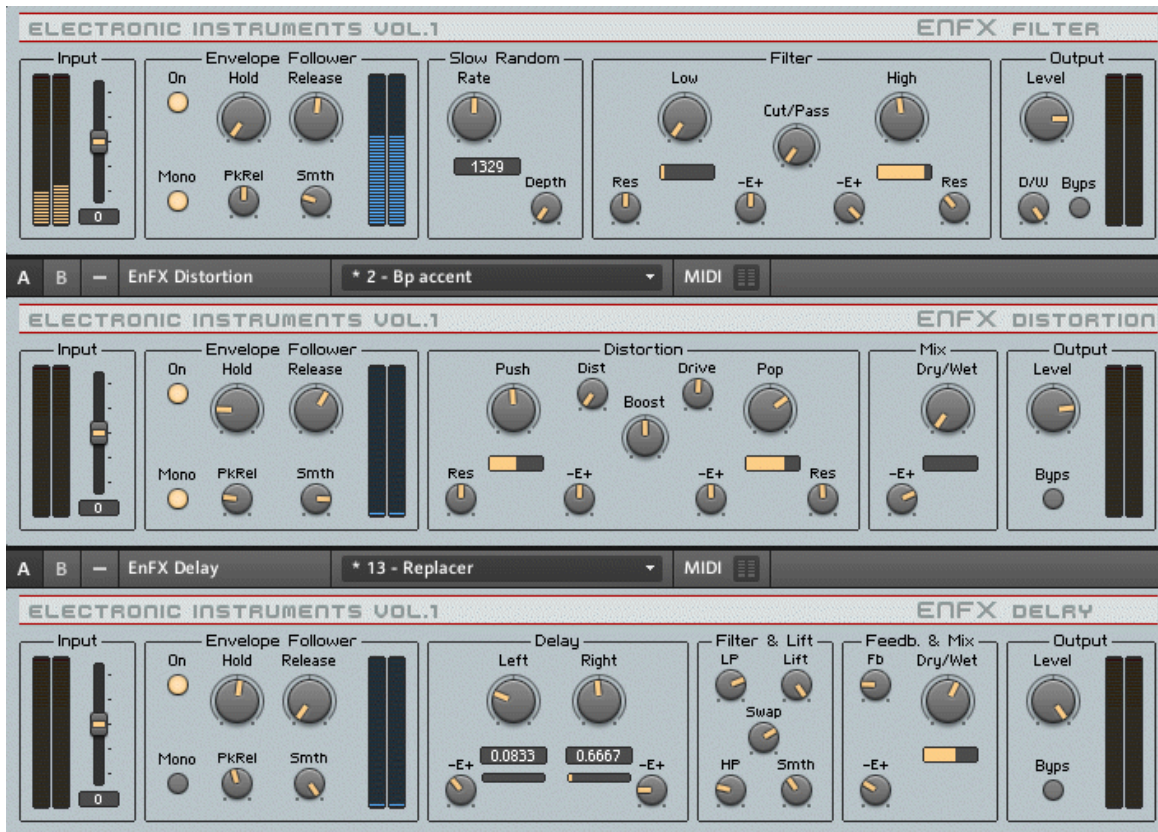 ELECTRONIC INSTRUMENTS VOL.1 ENFX FILTER
Input Envelope Follower Slow Random Filter Output
On Hold Release Rate Low High Level
Cut/Pass
1329
Mono PkRel Smth Depth Res -E+ -E+ Res D/W Byps
0
A B – EnFX Distortion * 2 - Bp accent MIDI
ELECTRONIC INSTRUMENTS VOL.1 ENFX DISTORTION
Input Envelope Follower Distortion Mix Output
On Hold Release Push Dist Drive Pop Dry/Wet Level
Boost
Mono PkRel Smth Res -E+ -E+ Res -E+ Byps
0
A B – EnFX Delay * 13 - Replacer MIDI
ELECTRONIC INSTRUMENTS VOL.1 ENFX DELAY
Input Envelope Follower Delay Filter & Lift Feedb. & Mix Output
On Hold Release Left Right LP Lift Fb Dry/Wet Level
Swap
0.0833 0.6667
Mono PkRel Smth -E+ -E+ HP Smth -E+ Byps
0